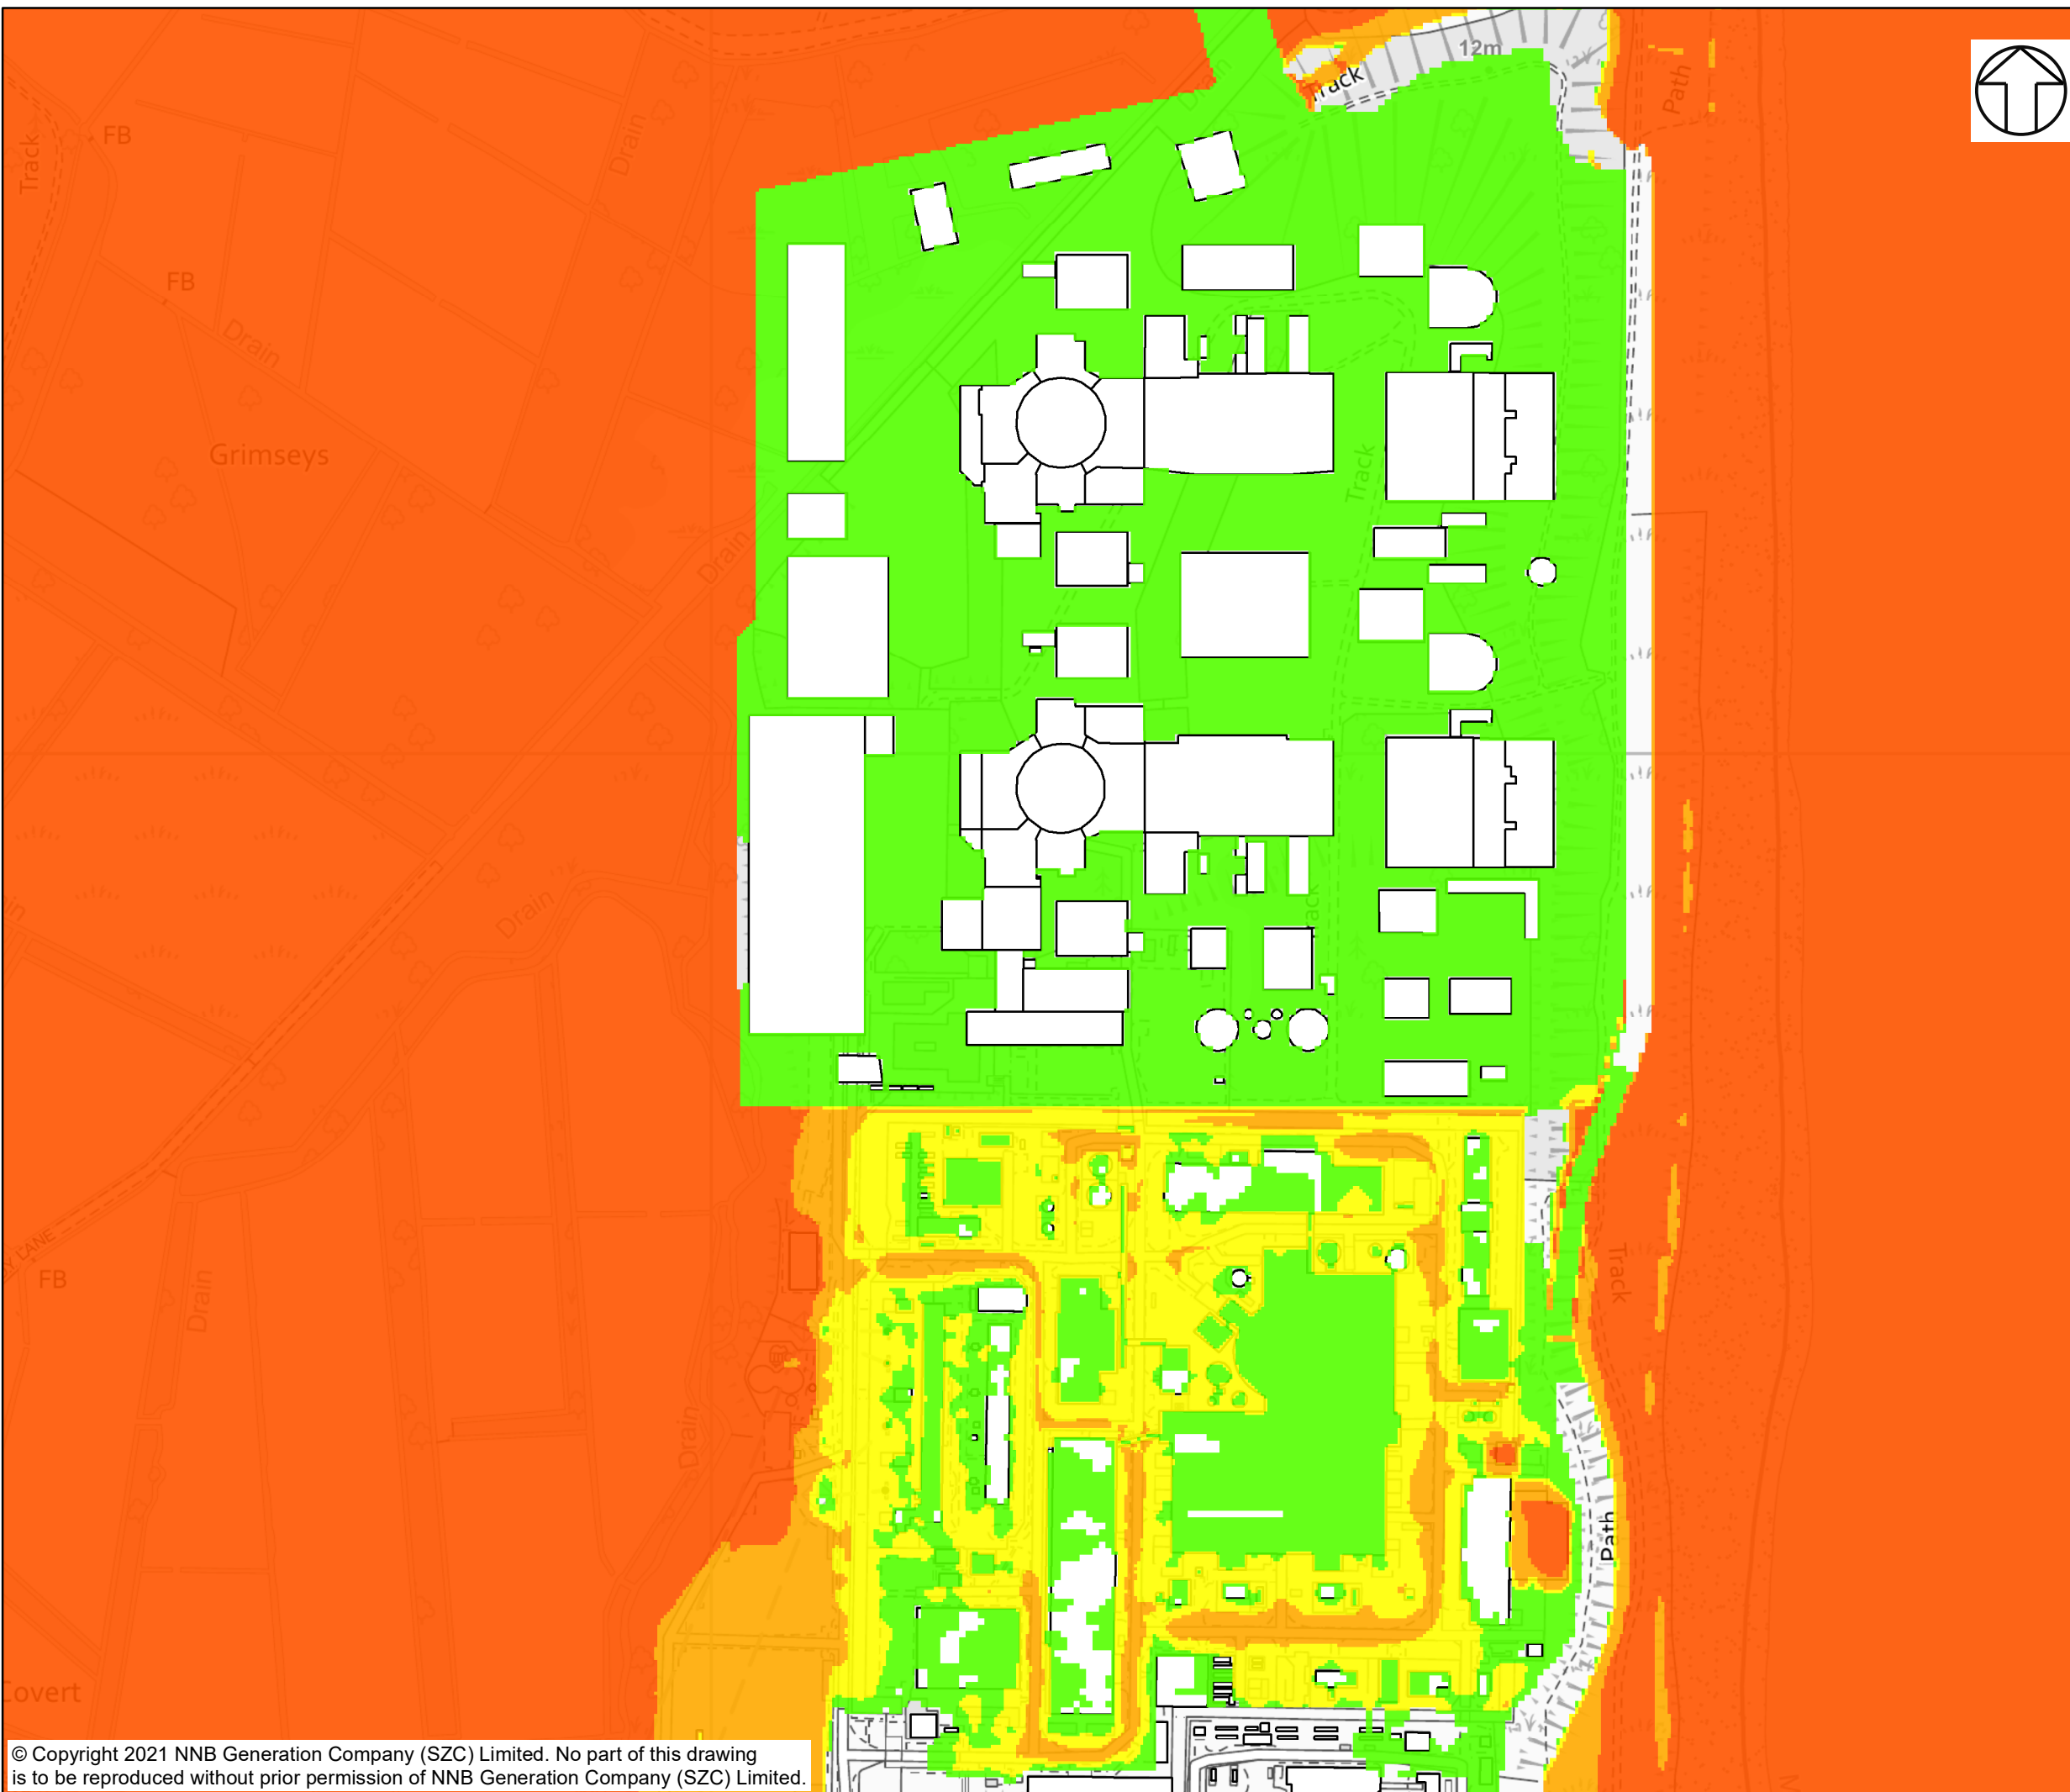 12m
Track
Path
Track
FB
Drain
Drain
FB
Drain
Grimseys
Track
Drain
Drain
Track
FB
Drain
Drain
Path
Covert
© Copyright 2021 NNB Generation Company (SZC) Limited. No part of this drawing
is to be reproduced without prior permission of NNB Generation Company (SZC) Limited.